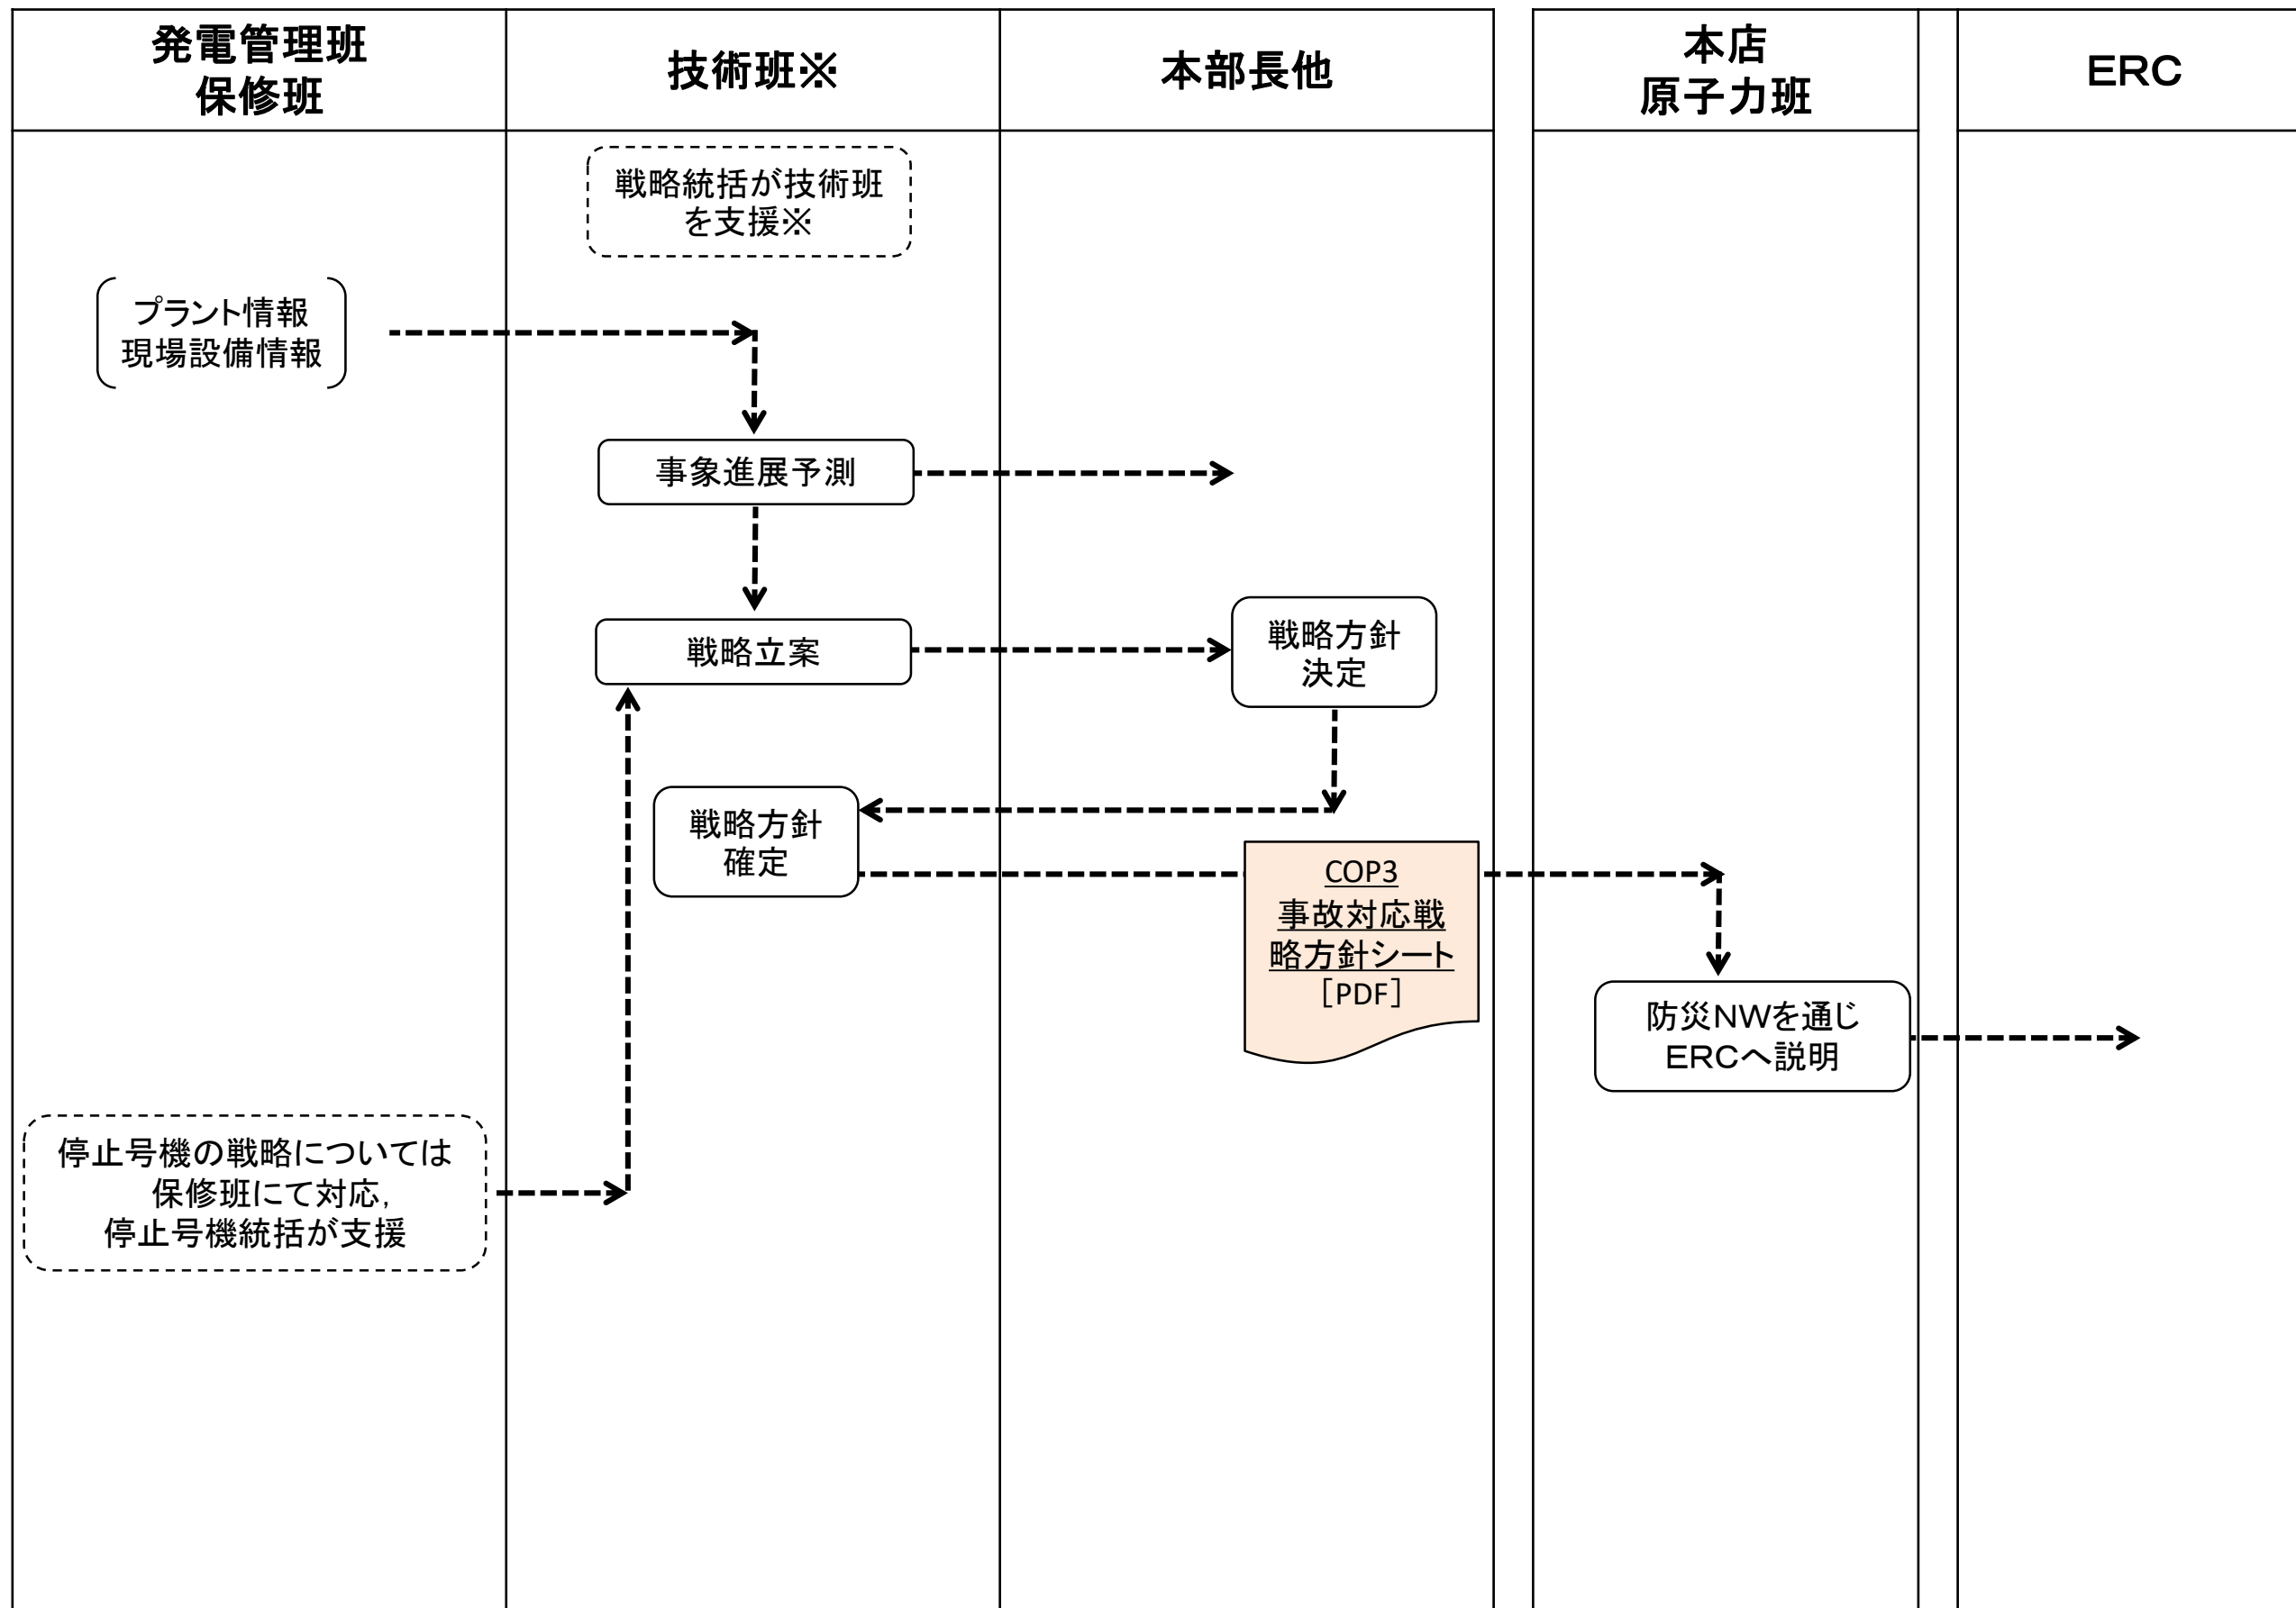 発電管理班
保修班
技術班※
本部長他
本店
原子力班
ERC
戦略統括が技術班
を支援※
プラント情報
現場設備情報
事象進展予測
戦略立案
戦略方針
決定
戦略方針
確定
COP3
事故対応戦
略方針シート
［PDF］
防災NWを通じ
ERCへ説明
停止号機の戦略については
保修班にて対応，
停止号機統括が支援